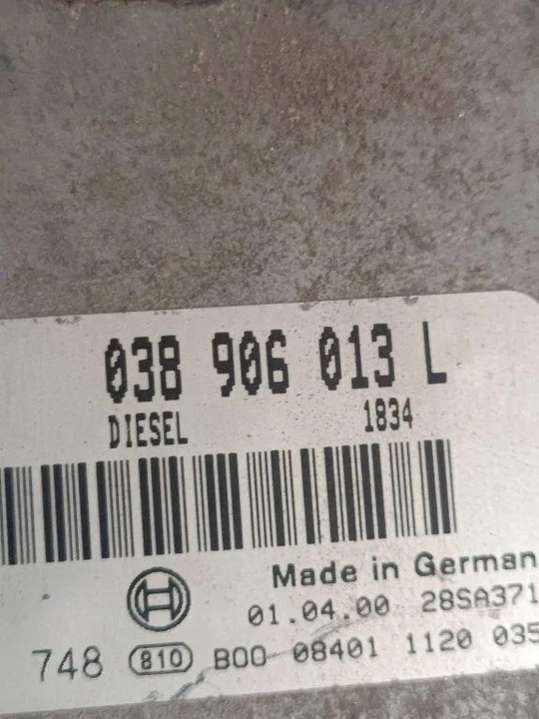 038 906 013 L
DIESEL 1834
Made in German
01.04.00 28SA371
748 810 B00 08401 1120 035